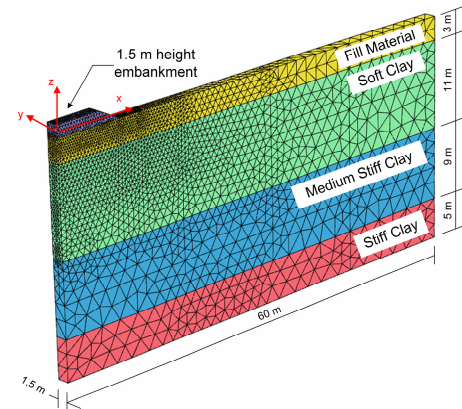 1.5 m height
embankment
z
x
y
Fill Material
Soft Clay
Medium Stiff Clay
Stiff Clay
3 m
11 m
9 m
5 m
60 m
1.5 m